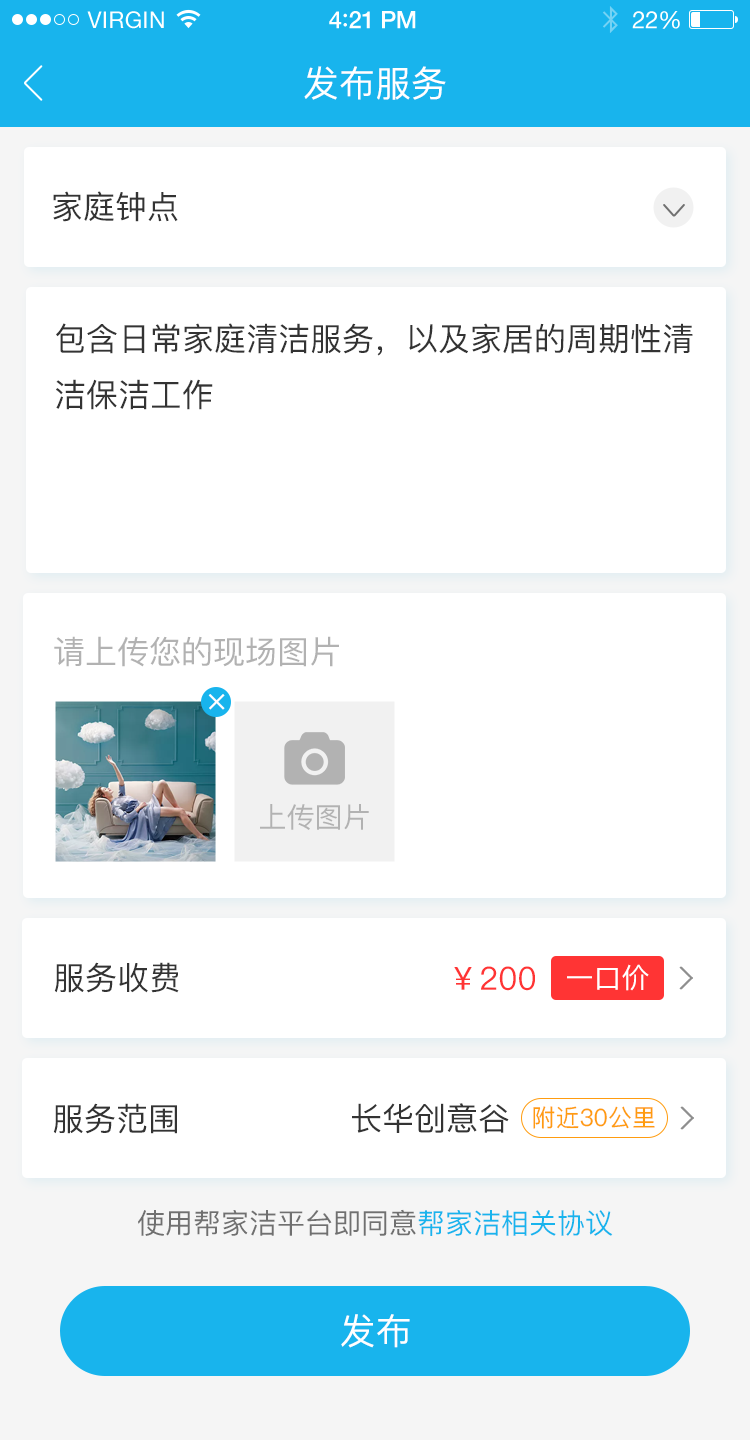 VIRGIN 4:21 PM 22%
发布服务
家庭钟点
包含日常家庭清洁服务，以及家居的周期性清
洁保洁工作
请上传您的现场图片
上传图片
服务收费 ¥ 200 一口价
服务范围 长华创意谷 附近30公里
使用帮家洁平台即同意帮家洁相关协议
发布